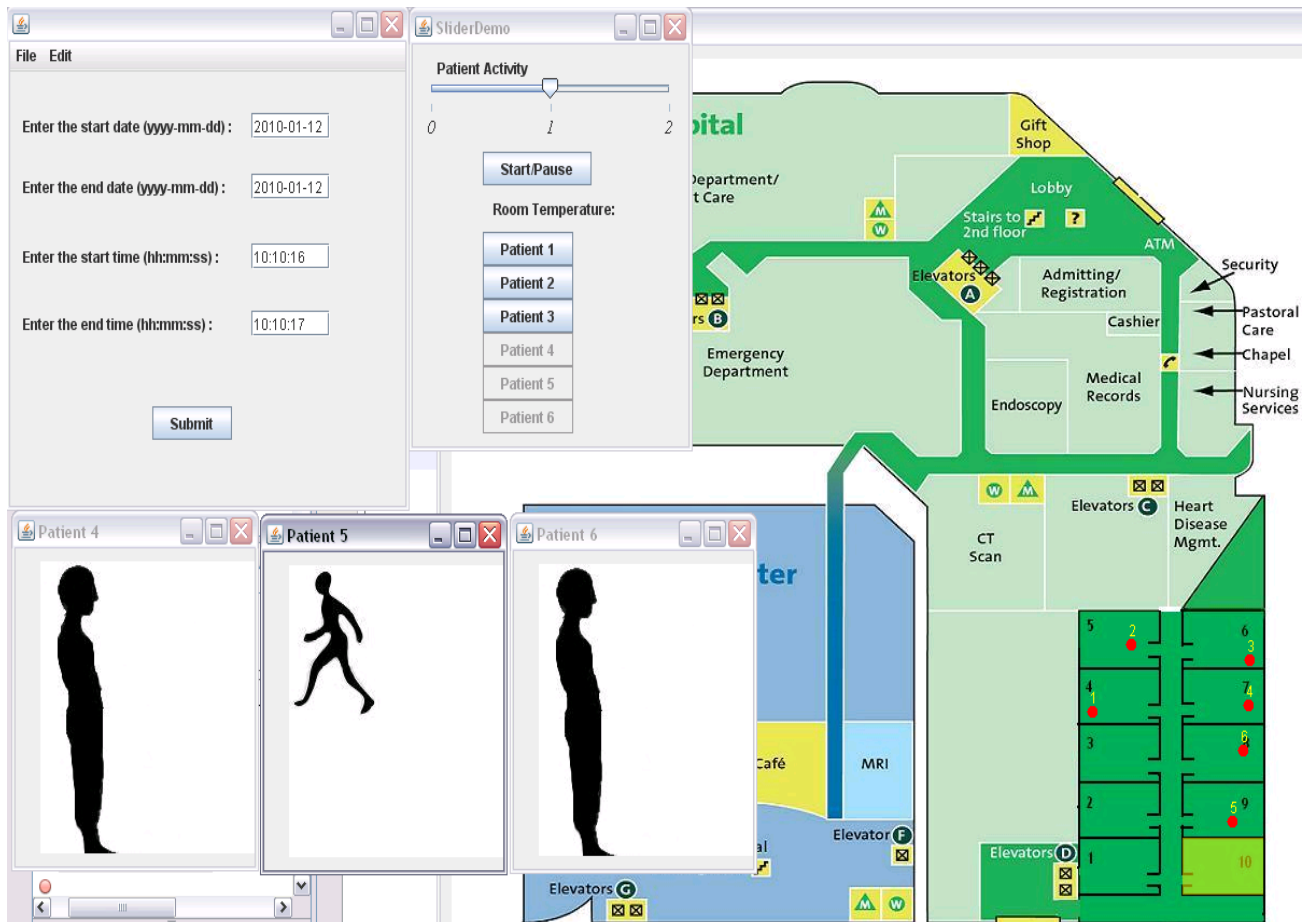 File Edit
Enter the start date (yyyy-mm-dd) : 2010-01-12
Enter the end date (yyyy-mm-dd) : 2010-01-12
Enter the start time (hh:mm:ss) : 10:10:16
Enter the end time (hh:mm:ss) : 10:10:17
Submit
SliderDemo
Patient Activity
0 1 2
Start/Pause
Room Temperature:
Patient 1
Patient 2
Patient 3
Patient 4
Patient 5
Patient 6
Patient 4
Patient 5
Patient 6
pital
Gift
Shop
Department/
t Care
M
W
Lobby
Stairs to
2nd floor
?
ATM
Elevators
A
Admitting/
Registration
Cashier
Security
Pastoral
Care
Chapel
Nursing
Services
rs B
Emergency
Department
Endoscopy
Medical
Records
W M
Elevators C
Heart
Disease
Mgmt.
CT
Scan
ter
5 2
6
3
4
1
7
4
3
6
8
2
9
5
1
10
Café
MRI
Elevator F
al
Elevators D
Elevators G
M W